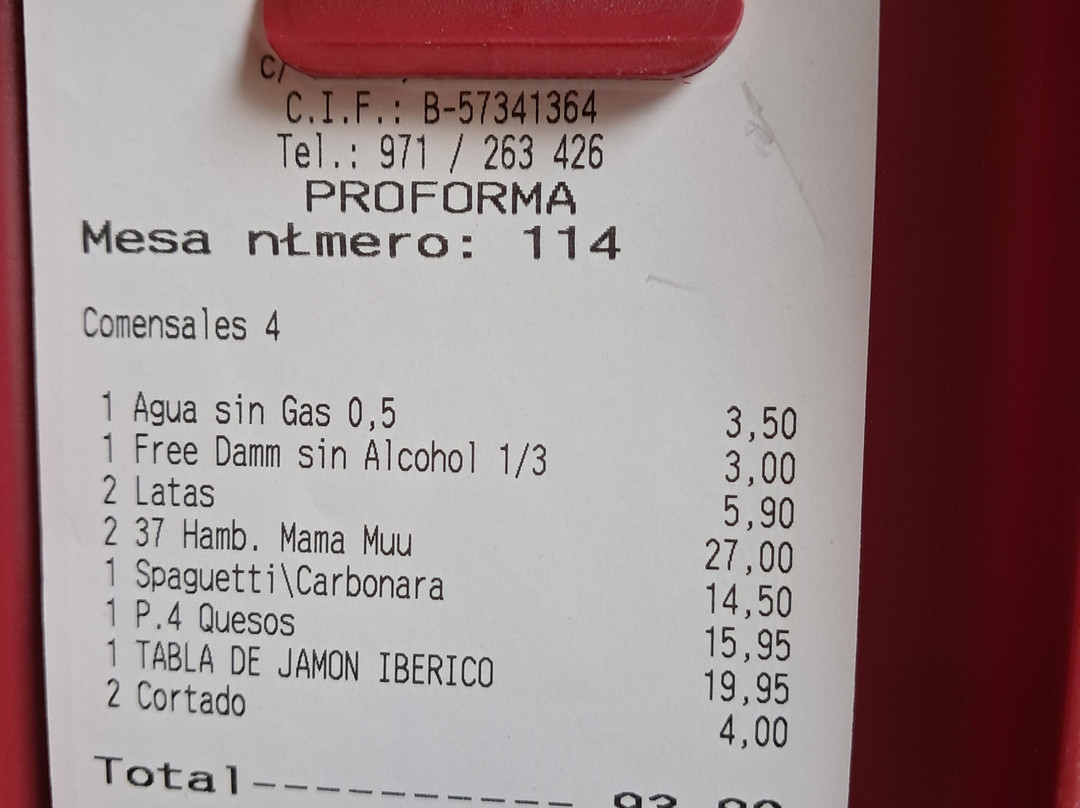 C/
C.I.F.: B-57341364
Tel.: 971 / 263 426
PROFORMA
Mesa nŁmero: 114
Comensales 4
1 Agua sin Gas 0,5 3,50
1 Free Damm sin Alcohol 1/3 3,00
2 Latas 5,90
2 37 Hamb. Mama Muu 27,00
1 Spaguetti\Carbonara 14,50
1 P.4 Quesos 15,95
1 TABLA DE JAMON IBERICO 19,95
2 Cortado 4,00
Total----------